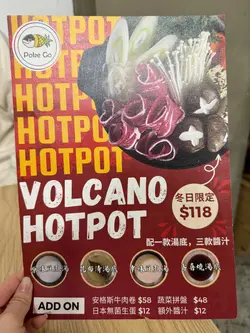 Poke Go
HOTPOT
HOTPOT
HOTPOT
HOTPOT
HOTPOT
HOTPOT
VOLCANO
HOTPOT
冬日限定
$118
配一款湯底，三款醬汁
ADD ON
安格斯牛肉卷 $58
蔬菜拼盤 $48
日本無菌生蛋 $12
額外醬汁 $12